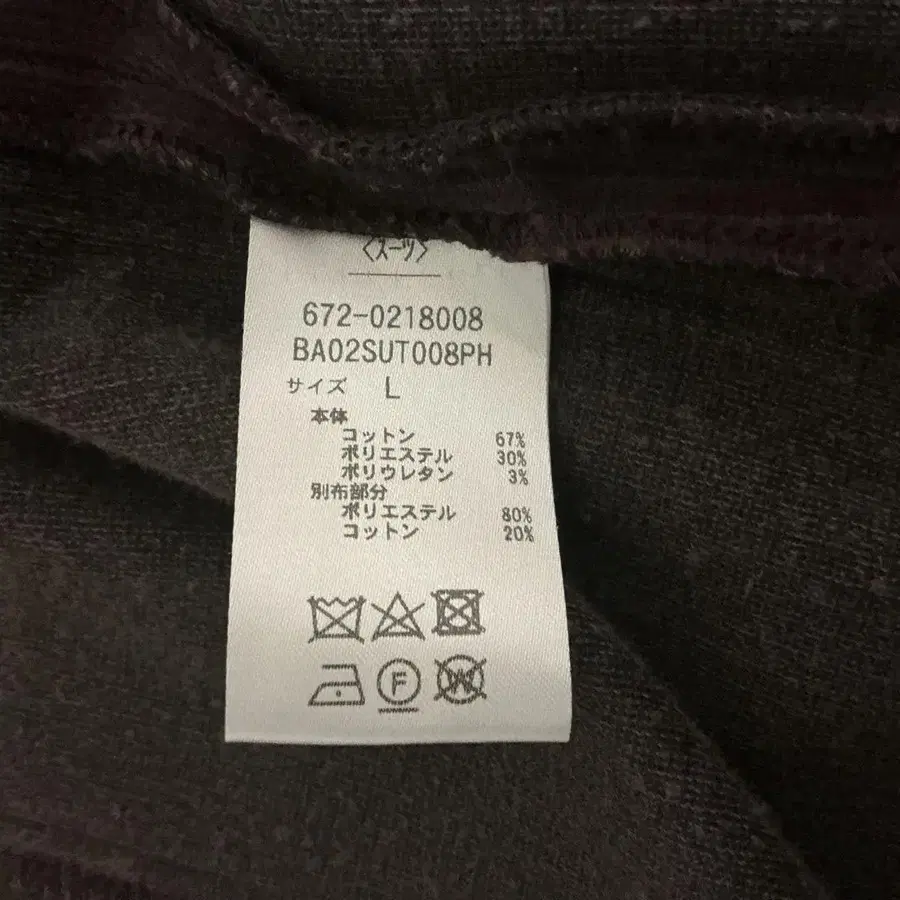 〈スーツ〉
672-0218008
BA02SUT008PH
サイズ L
本体
コットン 67%
ポリエステル 30%
ポリウレタン 3%
別布部分
ポリエステル 80%
コットン 20%
F
W